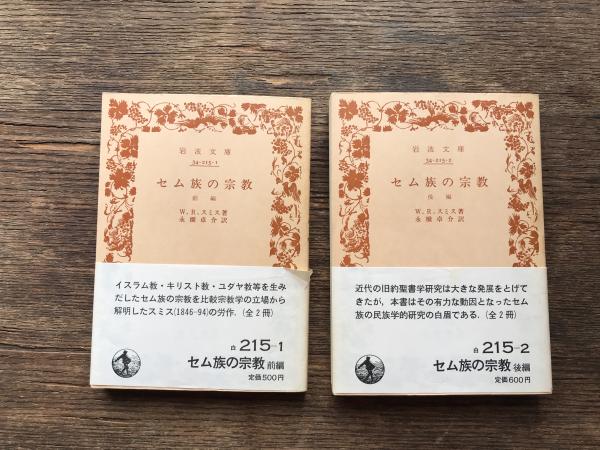 岩波文庫
34-215-1
セム族の宗教
前編
W.R.スミス著
永橋卓介訳
イスラム教・キリスト教・ユダヤ教等を生み
だしたセム族の宗教を比較宗教学の立場から
解明したスミス(1846-94)の労作.(全2冊)
白 215-1
セム族の宗教 前編
定価500円
岩波文庫
34-215-2
セム族の宗教
後編
W.R.スミス著
永橋卓介訳
近代の旧約聖書学研究は大きな発展をとげて
きたが,本書はその有力な動因となったセム
族の民族学的研究の白眉である.(全2冊)
白 215-2
セム族の宗教 後編
定価600円